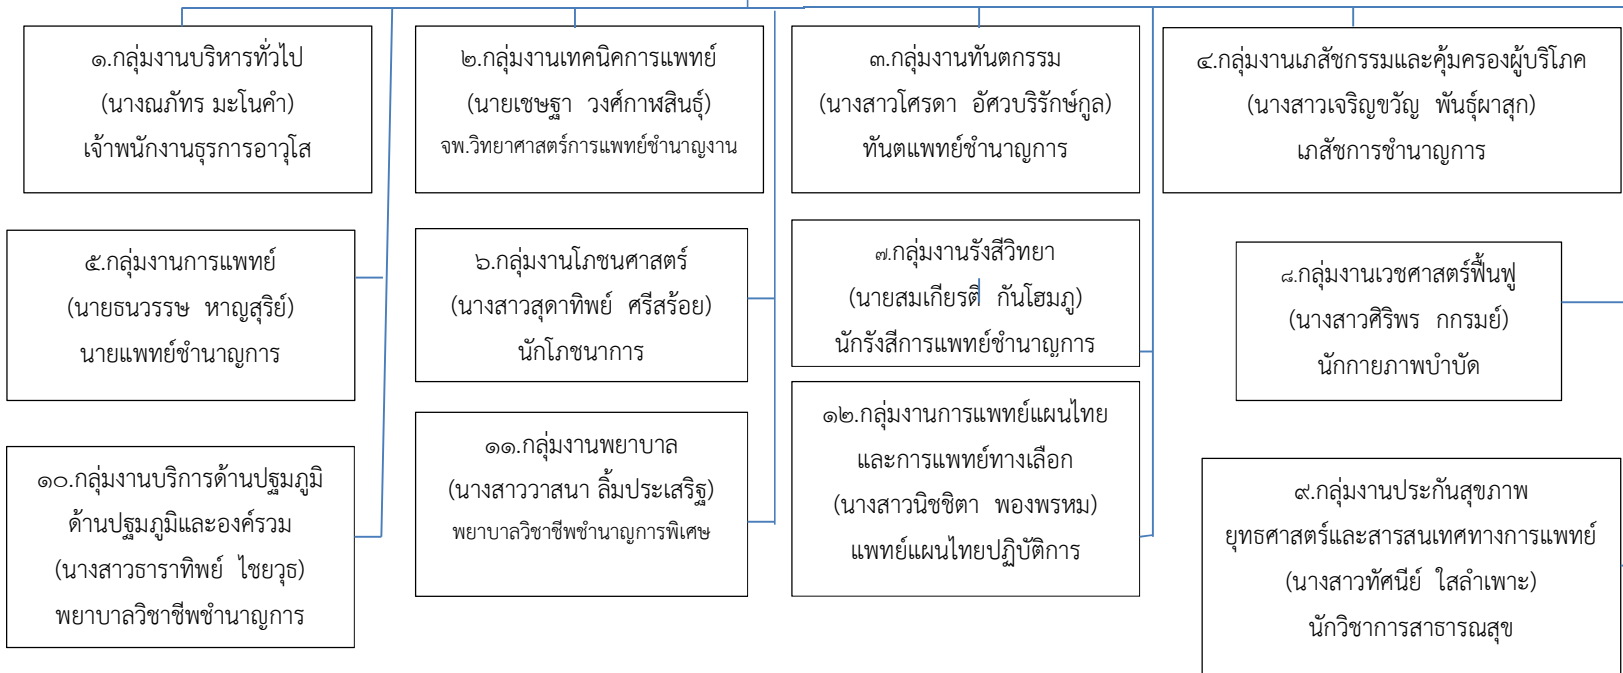 ๑.กลุ่มงานบริหารทั่วไป
(นางณภัทร มะโนคำ)
เจ้าพนักงานธุรการอาวุโส
๒.กลุ่มงานเทคนิคการแพทย์
(นายเชษฐา วงศ์กาฬสินธุ์)
จพ.วิทยาศาสตร์การแพทย์ชำนาญงาน
๓.กลุ่มงานทันตกรรม
(นางสาวโศรดา อัศวบริรักษ์กูล)
ทันตแพทย์ชำนาญการ
๔.กลุ่มงานเภสัชกรรมและคุ้มครองผู้บริโภค
(นางสาวเจริญขวัญ พันธุ์ผาสุก)
เภสัชการชำนาญการ
๕.กลุ่มงานการแพทย์
(นายธนวรรษ หาญสุริย์)
นายแพทย์ชำนาญการ
๖.กลุ่มงานโภชนศาสตร์
(นางสาวสุดาทิพย์ ศรีสร้อย)
นักโภชนาการ
๗.กลุ่มงานรังสีวิทยา
(นายสมเกียรติ กันโฮมภู)
นักรังสีการแพทย์ชำนาญการ
๘.กลุ่มงานเวชศาสตร์ฟื้นฟู
(นางสาวศิริพร กกรมย์)
นักกายภาพบำบัด
๑๐.กลุ่มงานบริการด้านปฐมภูมิ
ด้านปฐมภูมิและองค์รวม
(นางสาวธาราทิพย์ ไชยวุธ)
พยาบาลวิชาชีพชำนาญการ
๑๑.กลุ่มงานพยาบาล
(นางสาววาสนา ลิ้มประเสริฐ)
พยาบาลวิชาชีพชำนาญการพิเศษ
๑๒.กลุ่มงานการแพทย์แผนไทย
และการแพทย์ทางเลือก
(นางสาวนิชชิตา พองพรหม)
แพทย์แผนไทยปฏิบัติการ
๙.กลุ่มงานประกันสุขภาพ
ยุทธศาสตร์และสารสนเทศทางการแพทย์
(นางสาวทัศนีย์ ใสลำเพาะ)
นักวิชาการสาธารณสุข